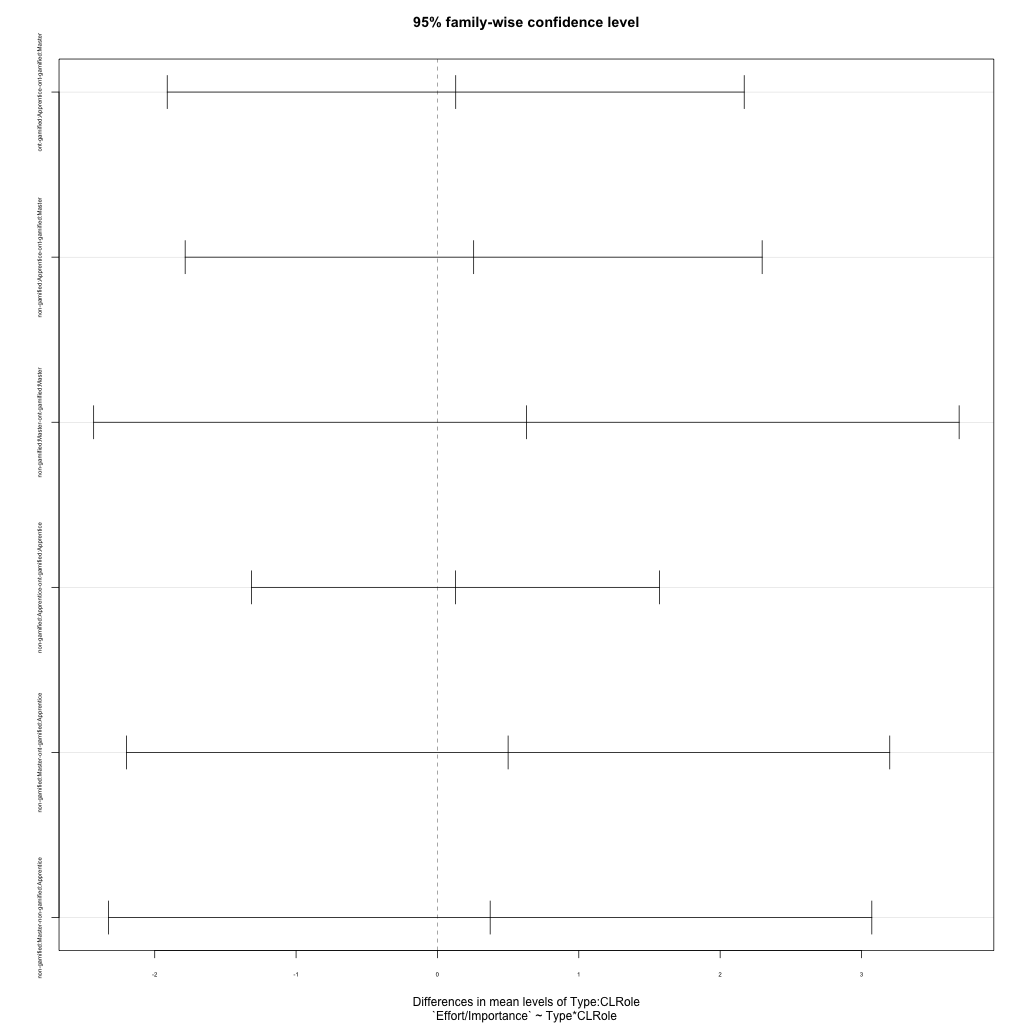 95% family-wise confidence level
ont-gamified:Apprentice-ont-gamified:Master
non-gamified:Apprentice-ont-gamified:Master
non-gamified:Master-ont-gamified:Master
non-gamified:Apprentice-ont-gamified:Apprentice
non-gamified:Master-ont-gamified:Apprentice
non-gamified:Master-non-gamified:Apprentice
-2 -1 0 1 2 3
Differences in mean levels of Type:CLRole
`Effort/Importance` ~ Type*CLRole